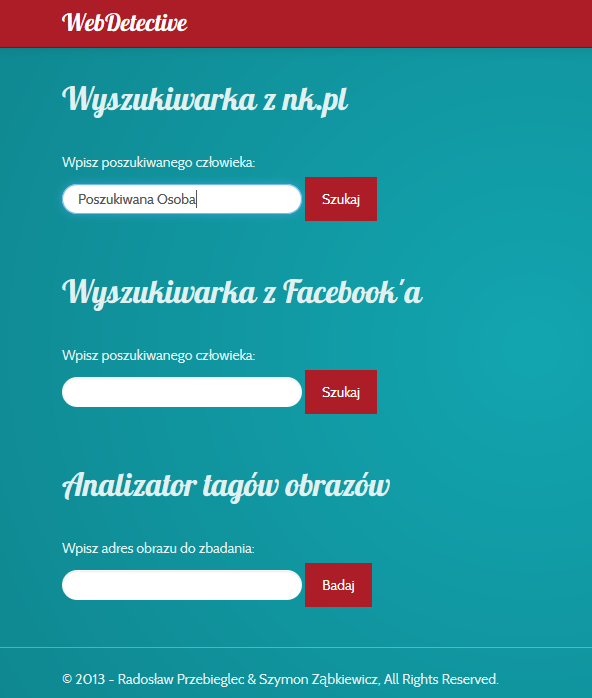 WebDetective
Wyszukiwarka z nk.pl
Wpisz poszukiwanego człowieka:
Poszukiwana Osoba
Szukaj
Wyszukiwarka z Facebook'a
Wpisz poszukiwanego człowieka:
Szukaj
Analizator tagów obrazów
Wpisz adres obrazu do zbadania:
Badaj
© 2013 - Radosław Przebieglec & Szymon Ząbkiewicz, All Rights Reserved.